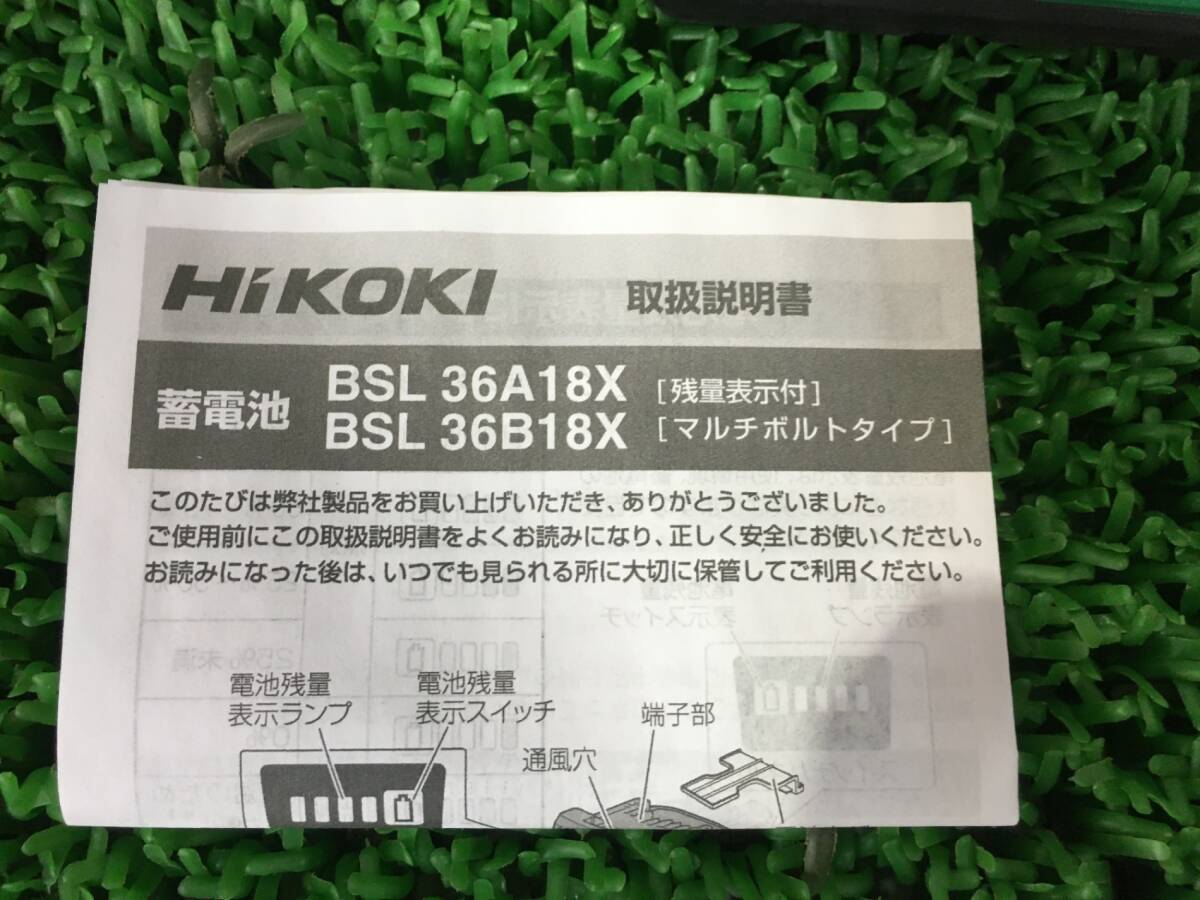 HiKOKI 取扱説明書
蓄電池
BSL 36A18X [残量表示付]
BSL 36B18X [マルチボルトタイプ]
このたびは弊社製品をお買い上げいただき、ありがとうございました。
ご使用前にこの取扱説明書をよくお読みになり、正しく安全にお使いください。
お読みになった後は、いつでも見られる所に大切に保管してご利用ください。
電池残量
表示ランプ
電池残量
表示スイッチ
端子部
通風穴